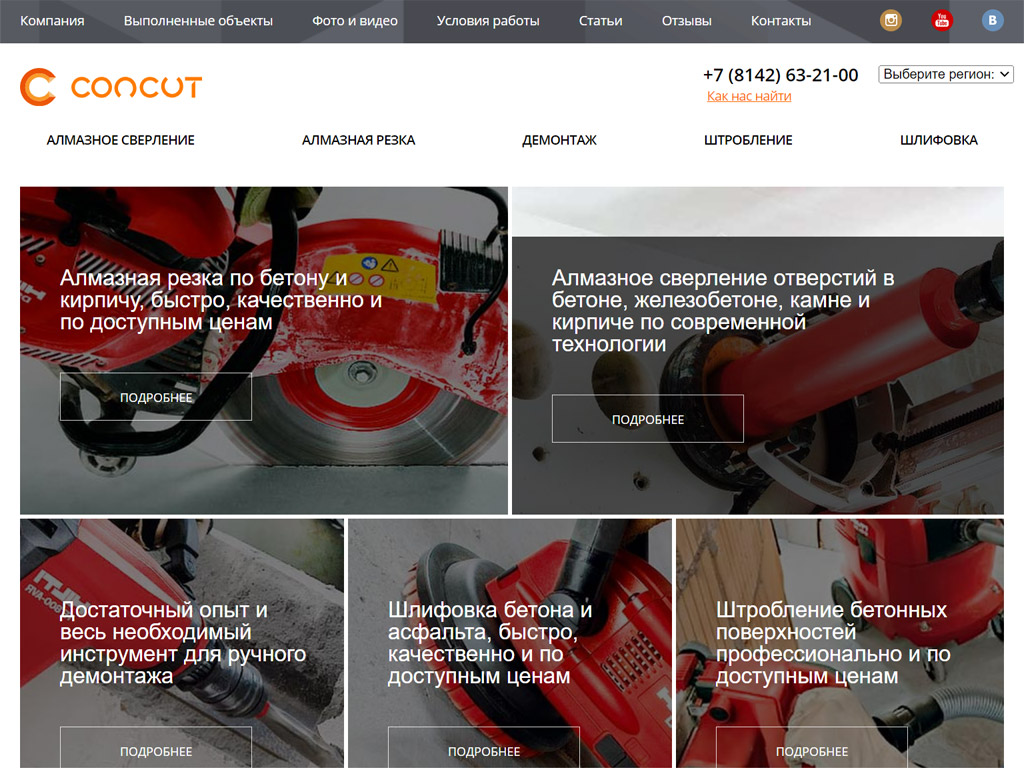 Компания Выполненные объекты Фото и видео Условия работы Статьи Отзывы Контакты
You
Tube
B
CONCUT
+7 (8142) 63-21-00
Выберите регион:
Как нас найти
АЛМАЗНОЕ СВЕРЛЕНИЕ АЛМАЗНАЯ РЕЗКА ДЕМОНТАЖ ШТРОБЛЕНИЕ ШЛИФОВКА
Алмазная резка по бетону и
кирпичу, быстро, качественно и
по доступным ценам
ПОДРОБНЕЕ
Алмазное сверление отверстий в
бетоне, железобетоне, камне и
кирпиче по современной
технологии
ПОДРОБНЕЕ
Достаточный опыт и
весь необходимый
инструмент для ручного
демонтажа
ПОДРОБНЕЕ
Шлифовка бетона и
асфальта, быстро,
качественно и по
доступным ценам
ПОДРОБНЕЕ
Штробление бетонных
поверхностей
профессионально и по
доступным ценам
ПОДРОБНЕЕ